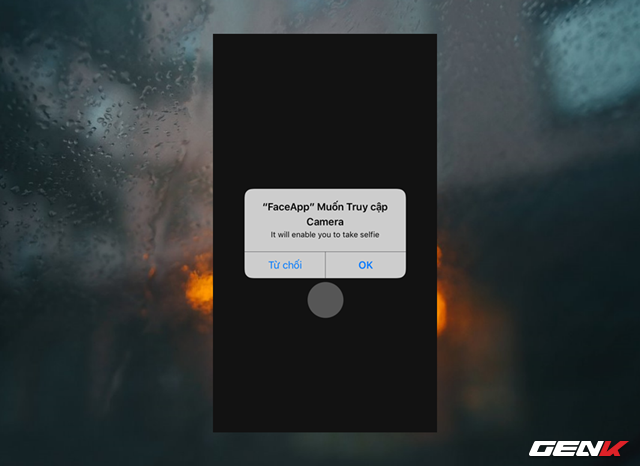 “FaceApp” Muốn Truy cập
Camera
It will enable you to take selfie
Từ chối
OK
GENK